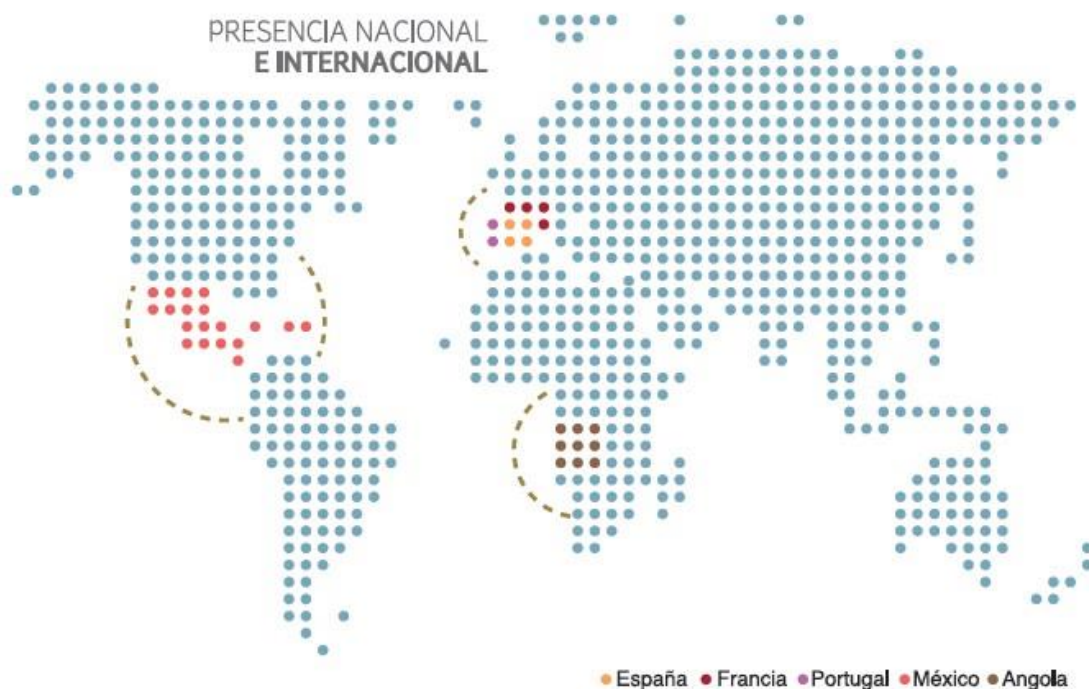 PRESENCIA NACIONAL
E INTERNACIONAL
España Francia Portugal México Angola